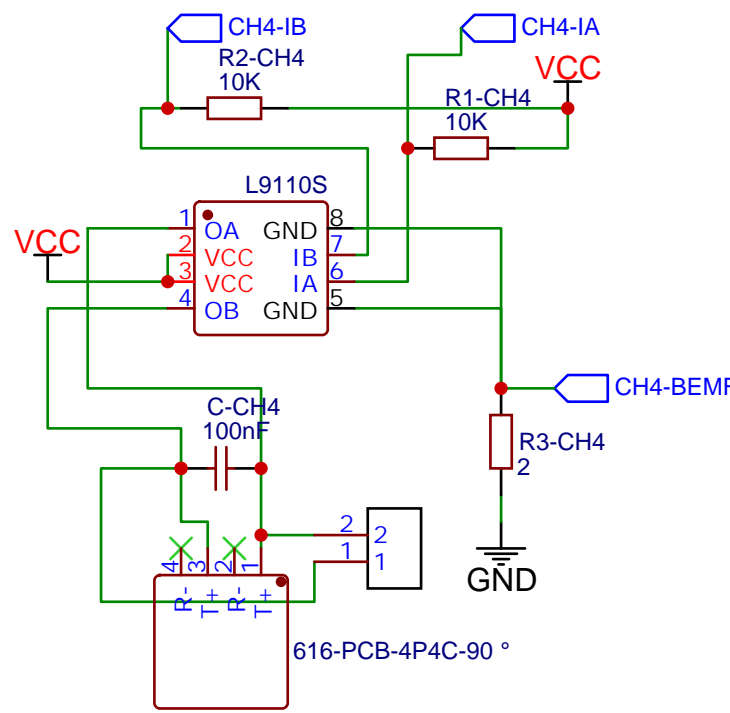 CH4-IB
CH4-IA
R2-CH4
10K
VCC
R1-CH4
10K
L9110S
1 OA GND 8
VCC
2 VCC IB 7
3 VCC IA 6
4 OB GND 5
CH4-BEMF
C-CH4
100nF
R3-CH4
2
2 2
1 1
4 3 2 1
R- T+ R- T+
GND
616-PCB-4P4C-90 °